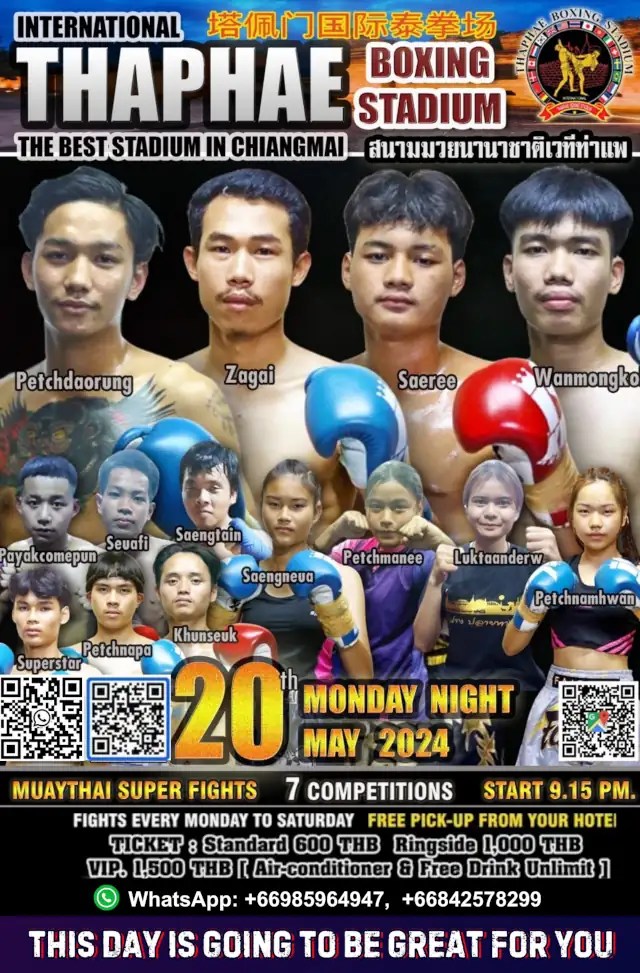 INTERNATIONAL
塔佩门国际泰拳场
THAPHAE
BOXING
STADIUM
THAPHAE BOXING STADIUM
THE BEST STADIUM IN CHIANGMAI
สนามมวยนานาชาติเวทีท่าแพ
Petchdaorung
Zagai
Saeree
Wanmongko
Payakcomepun
Seuafi
Saengtain
Saengneua
Petchmanee
Luktaanderw
Petchnamhwan
Superstar
Petchnapa
Khunseuk
20th
MONDAY NIGHT
MAY 2024
MUAYTHAI SUPER FIGHTS 7 COMPETITIONS START 9.15 PM.
FIGHTS EVERY MONDAY TO SATURDAY FREE PICK-UP FROM YOUR HOTEl
TICKET : Standard 600 THB Ringside 1,000 THB
VIP. 1,500 THB [ Air-conditioner & Free Drink Unlimit ]
WhatsApp: +66985964947, +66842578299
THIS DAY IS GOING TO BE GREAT FOR YOU